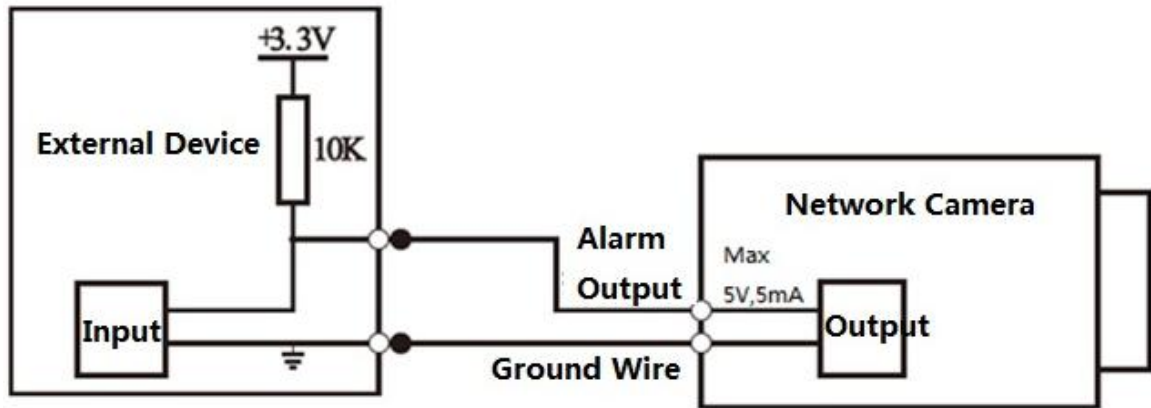 +3.3V
External Device
10K
Network Camera
Alarm
Output
Max
5V,5mA
Input
Output
Ground Wire